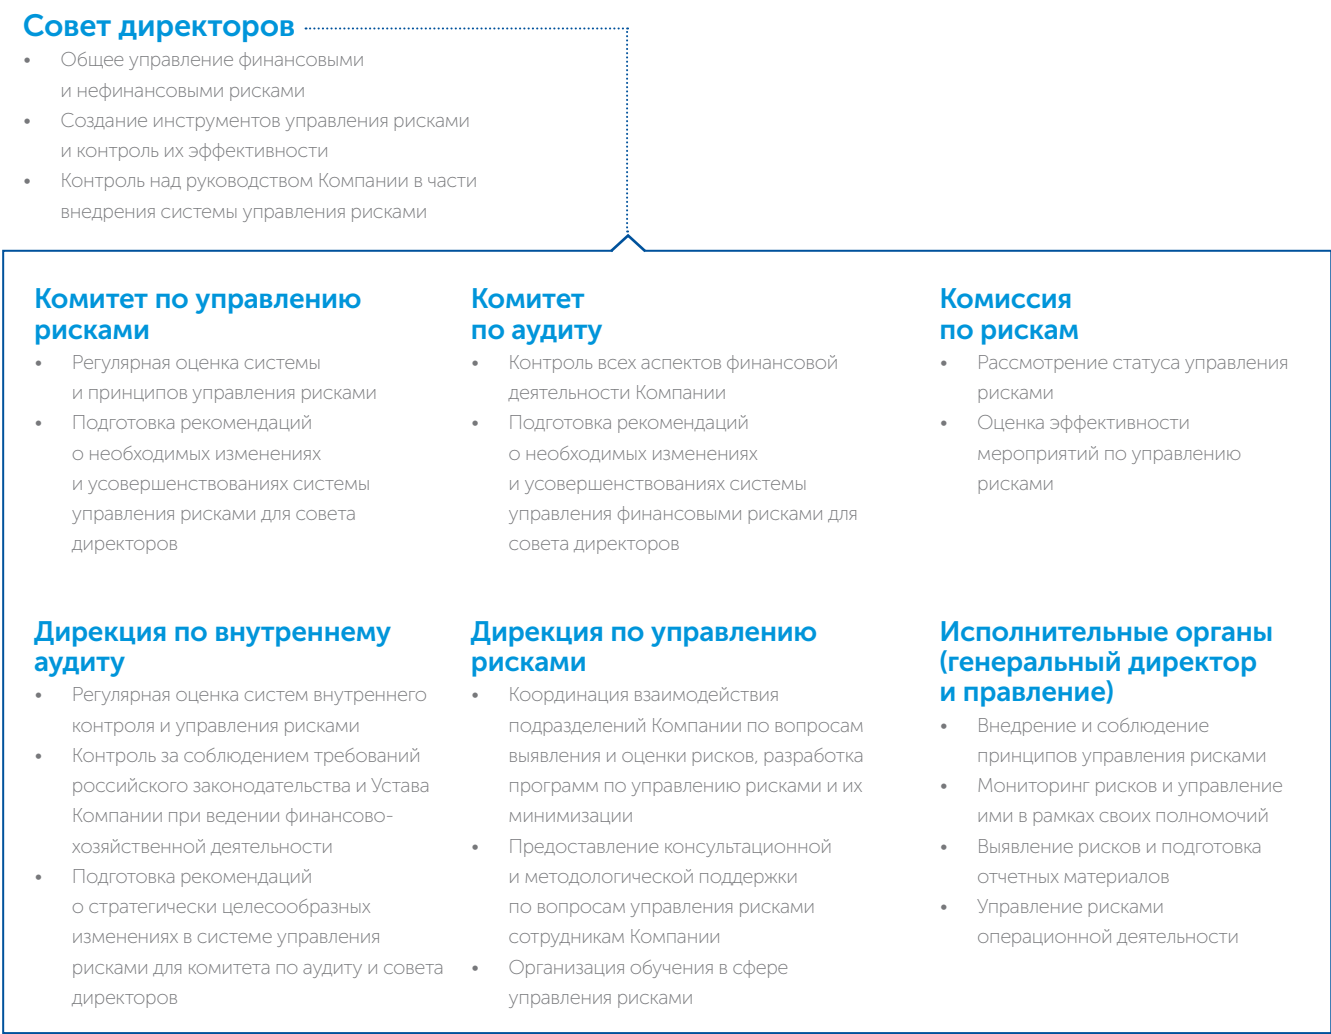 Совет директоров
• Общее управление финансовыми
и нефинансовыми рисками
• Создание инструментов управления рисками
и контроль их эффективности
• Контроль над руководством Компании в части
внедрения системы управления рисками
Комитет по управлению
рисками
• Регулярная оценка системы
и принципов управления рисками
• Подготовка рекомендаций
о необходимых изменениях
и усовершенствованиях системы
управления рисками для совета
директоров
Комитет
по аудиту
• Контроль всех аспектов финансовой
деятельности Компании
• Подготовка рекомендаций
о необходимых изменениях
и усовершенствованиях системы
управления финансовыми рисками для
совета директоров
Комиссия
по рискам
• Рассмотрение статуса управления
рисками
• Оценка эффективности
мероприятий по управлению
рисками
Дирекция по внутреннему
аудиту
• Регулярная оценка систем внутреннего
контроля и управления рисками
• Контроль за соблюдением требований
российского законодательства и Устава
Компании при ведении финансово-
хозяйственной деятельности
• Подготовка рекомендаций
о стратегически целесообразных
изменениях в системе управления
рисками для комитета по аудиту и совета
директоров
Дирекция по управлению
рисками
• Координация взаимодействия
подразделений Компании по вопросам
выявления и оценки рисков, разработка
программ по управлению рисками и их
минимизации
• Предоставление консультационной
и методологической поддержки
по вопросам управления рисками
сотрудникам Компании
• Организация обучения в сфере
управления рисками
Исполнительные органы
(генеральный директор
и правление)
• Внедрение и соблюдение
принципов управления рисками
• Мониторинг рисков и управление
ими в рамках своих полномочий
• Выявление рисков и подготовка
отчетных материалов
• Управление рисками
операционной деятельности